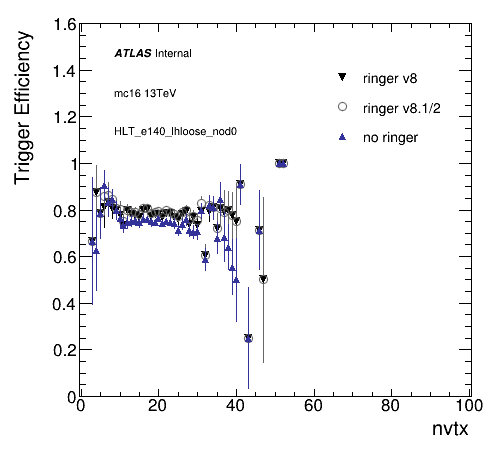 Trigger Efficiency
1.6
1.4
1.2
1
0.8
0.6
0.4
0.2
0
ATLAS Internal
mc16 13TeV
HLT_e140_lhloose_nod0
ringer v8
ringer v8.1/2
no ringer
0 20 40 60 80 100
nvtx